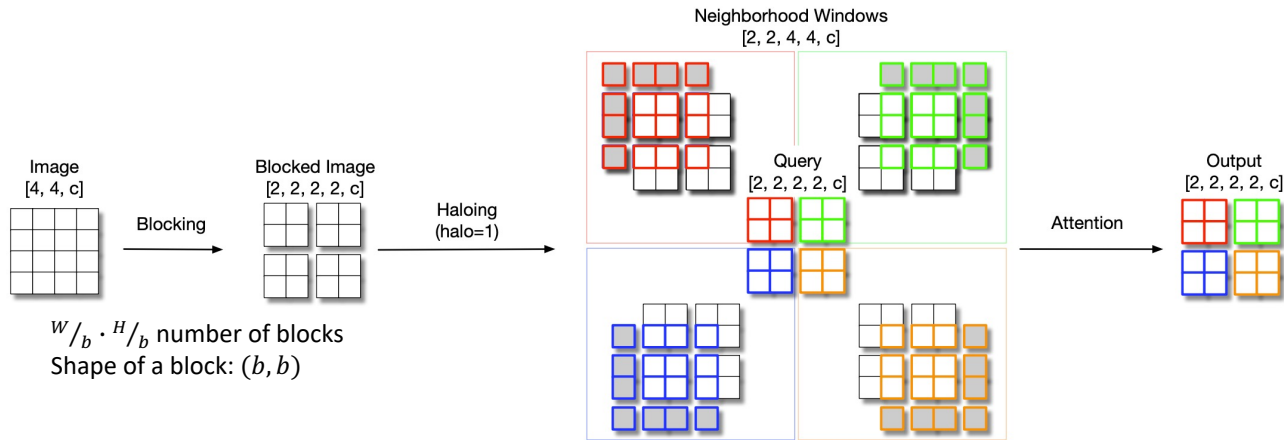 Neighborhood Windows
[2, 2, 4, 4, c]
Image
[4, 4, c]
Blocking
Blocked Image
[2, 2, 2, 2, c]
Haloing
(halo=1)
Query
[2, 2, 2, 2, c]
Attention
Output
[2, 2, 2, 2, c]
W/b · H/b number of blocks
Shape of a block: (b, b)